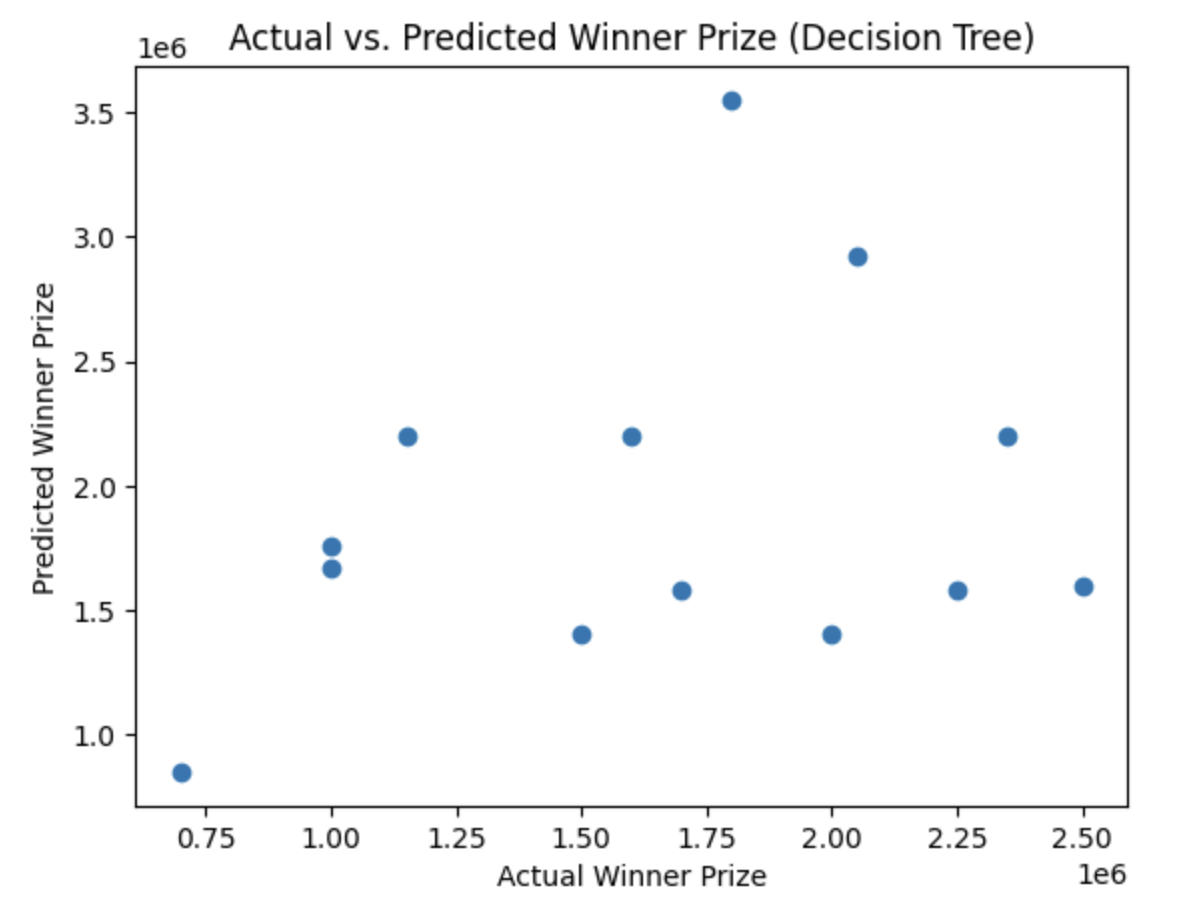 Actual vs. Predicted Winner Prize (Decision Tree)
1e6
3.5
3.0
2.5
2.0
1.5
1.0
Predicted Winner Prize
0.75 1.00 1.25 1.50 1.75 2.00 2.25 2.50
1e6
Actual Winner Prize